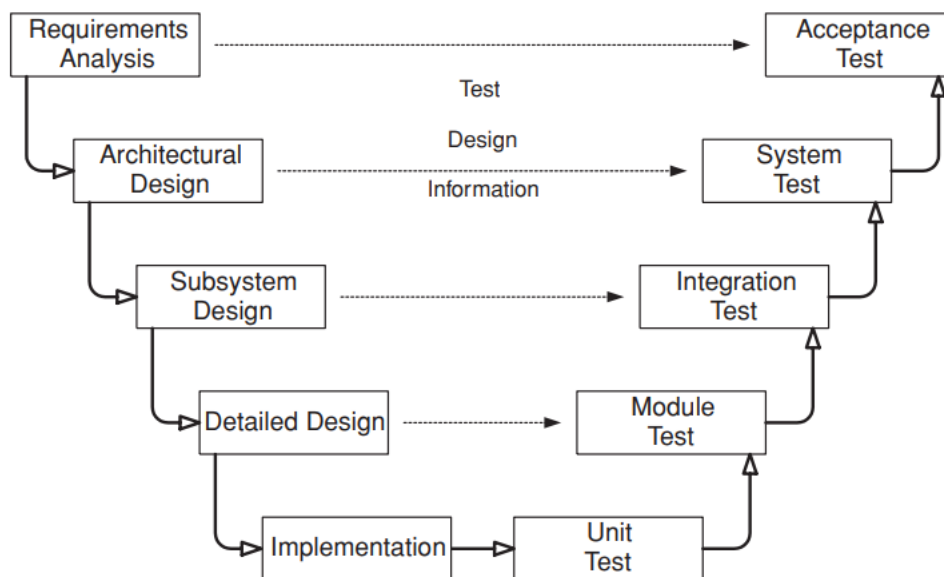 Requirements
Analysis
Acceptance
Test
Test
Design
Information
Architectural
Design
System
Test
Subsystem
Design
Integration
Test
Detailed Design
Module
Test
Implementation
Unit
Test